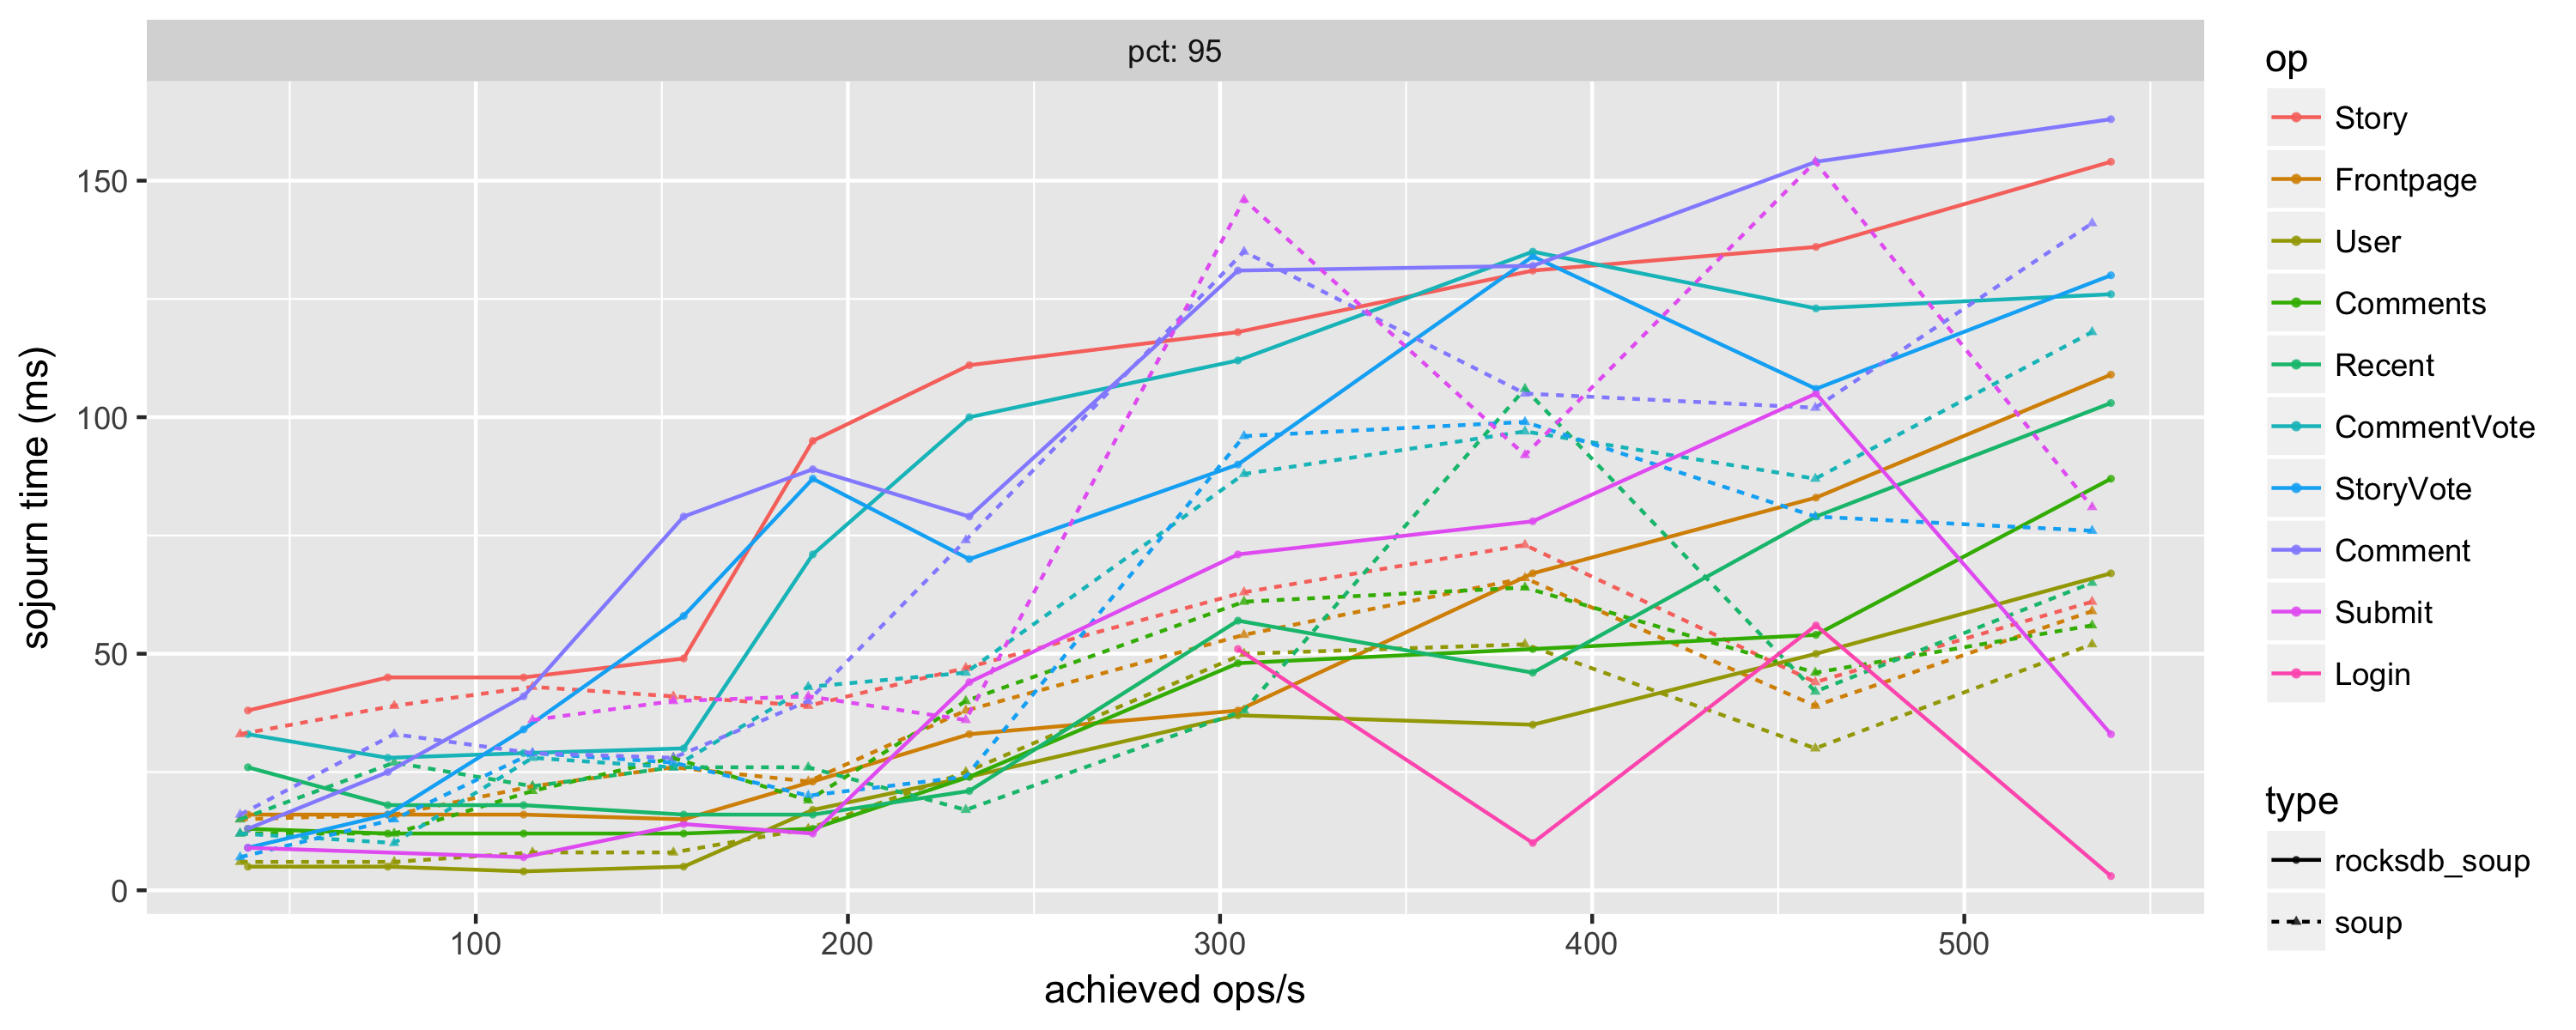 pct: 95
sojourn time (ms)
150
100
50
0
100 200 300 400 500
achieved ops/s
op
Story
Frontpage
User
Comments
Recent
CommentVote
StoryVote
Comment
Submit
Login
type
rocksdb_soup
soup